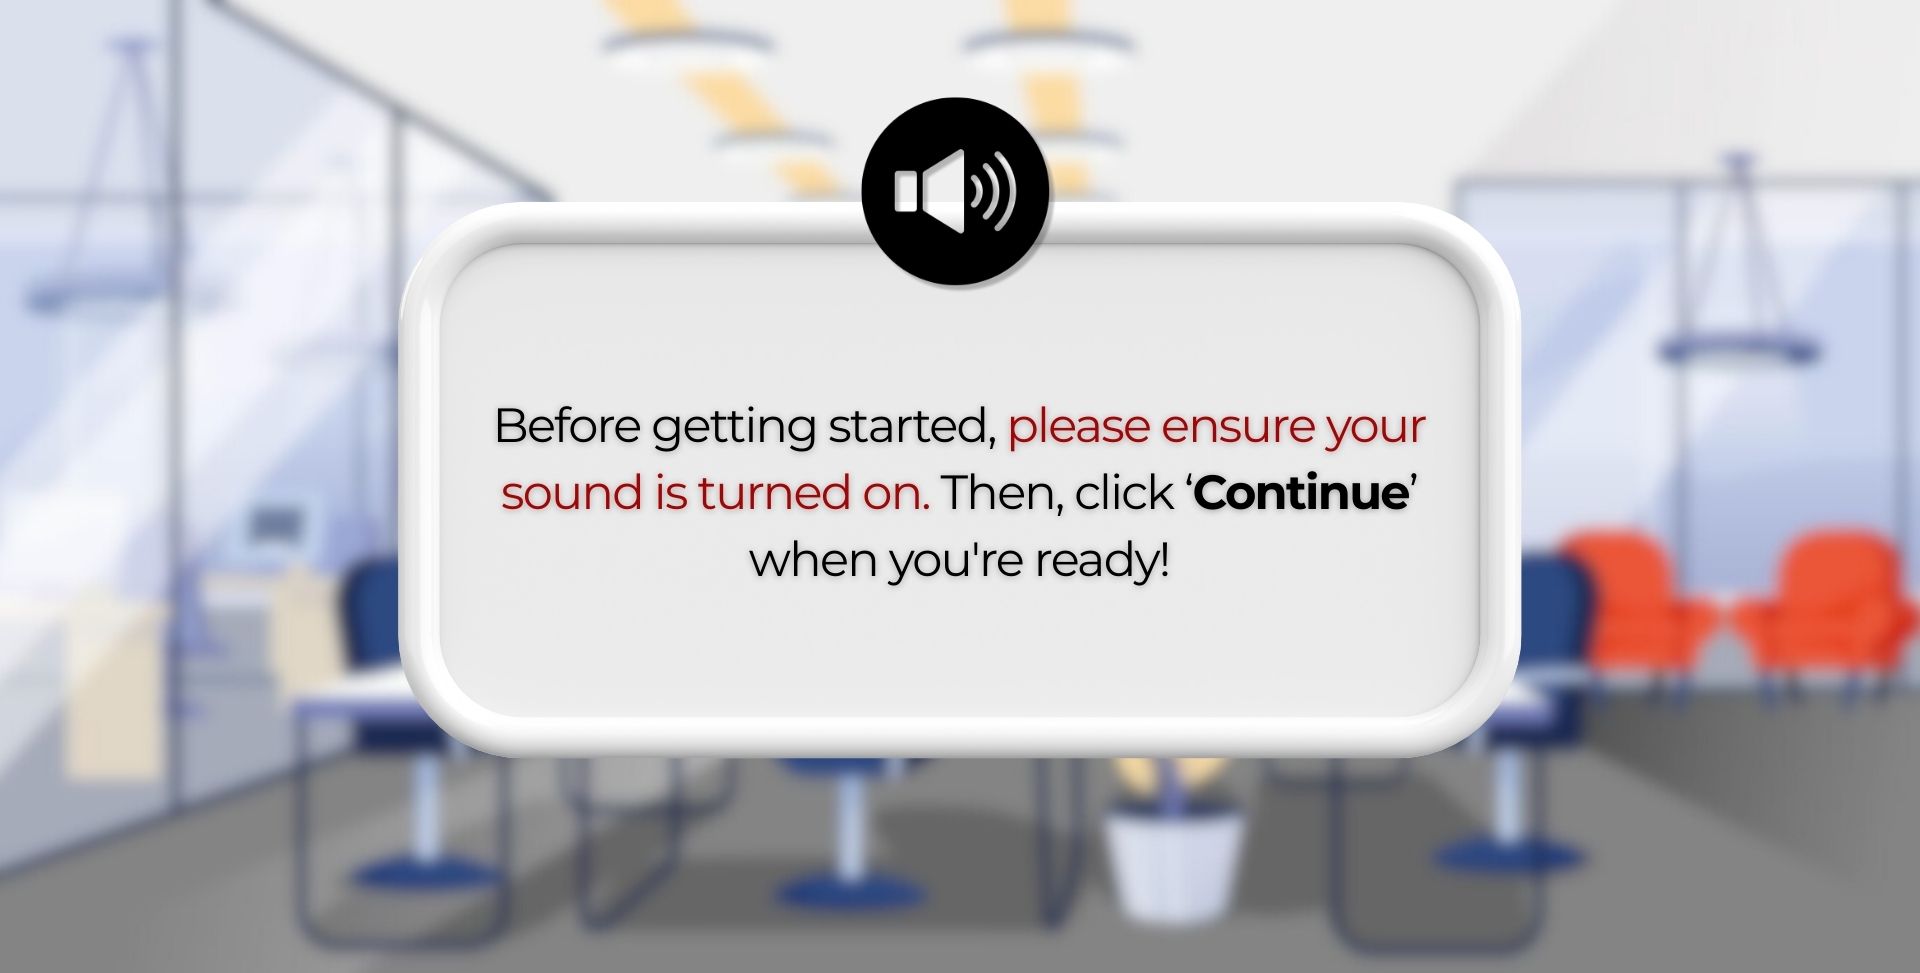 Before getting started, please ensure your
sound is turned on. Then, click ‘Continue’
when you're ready!